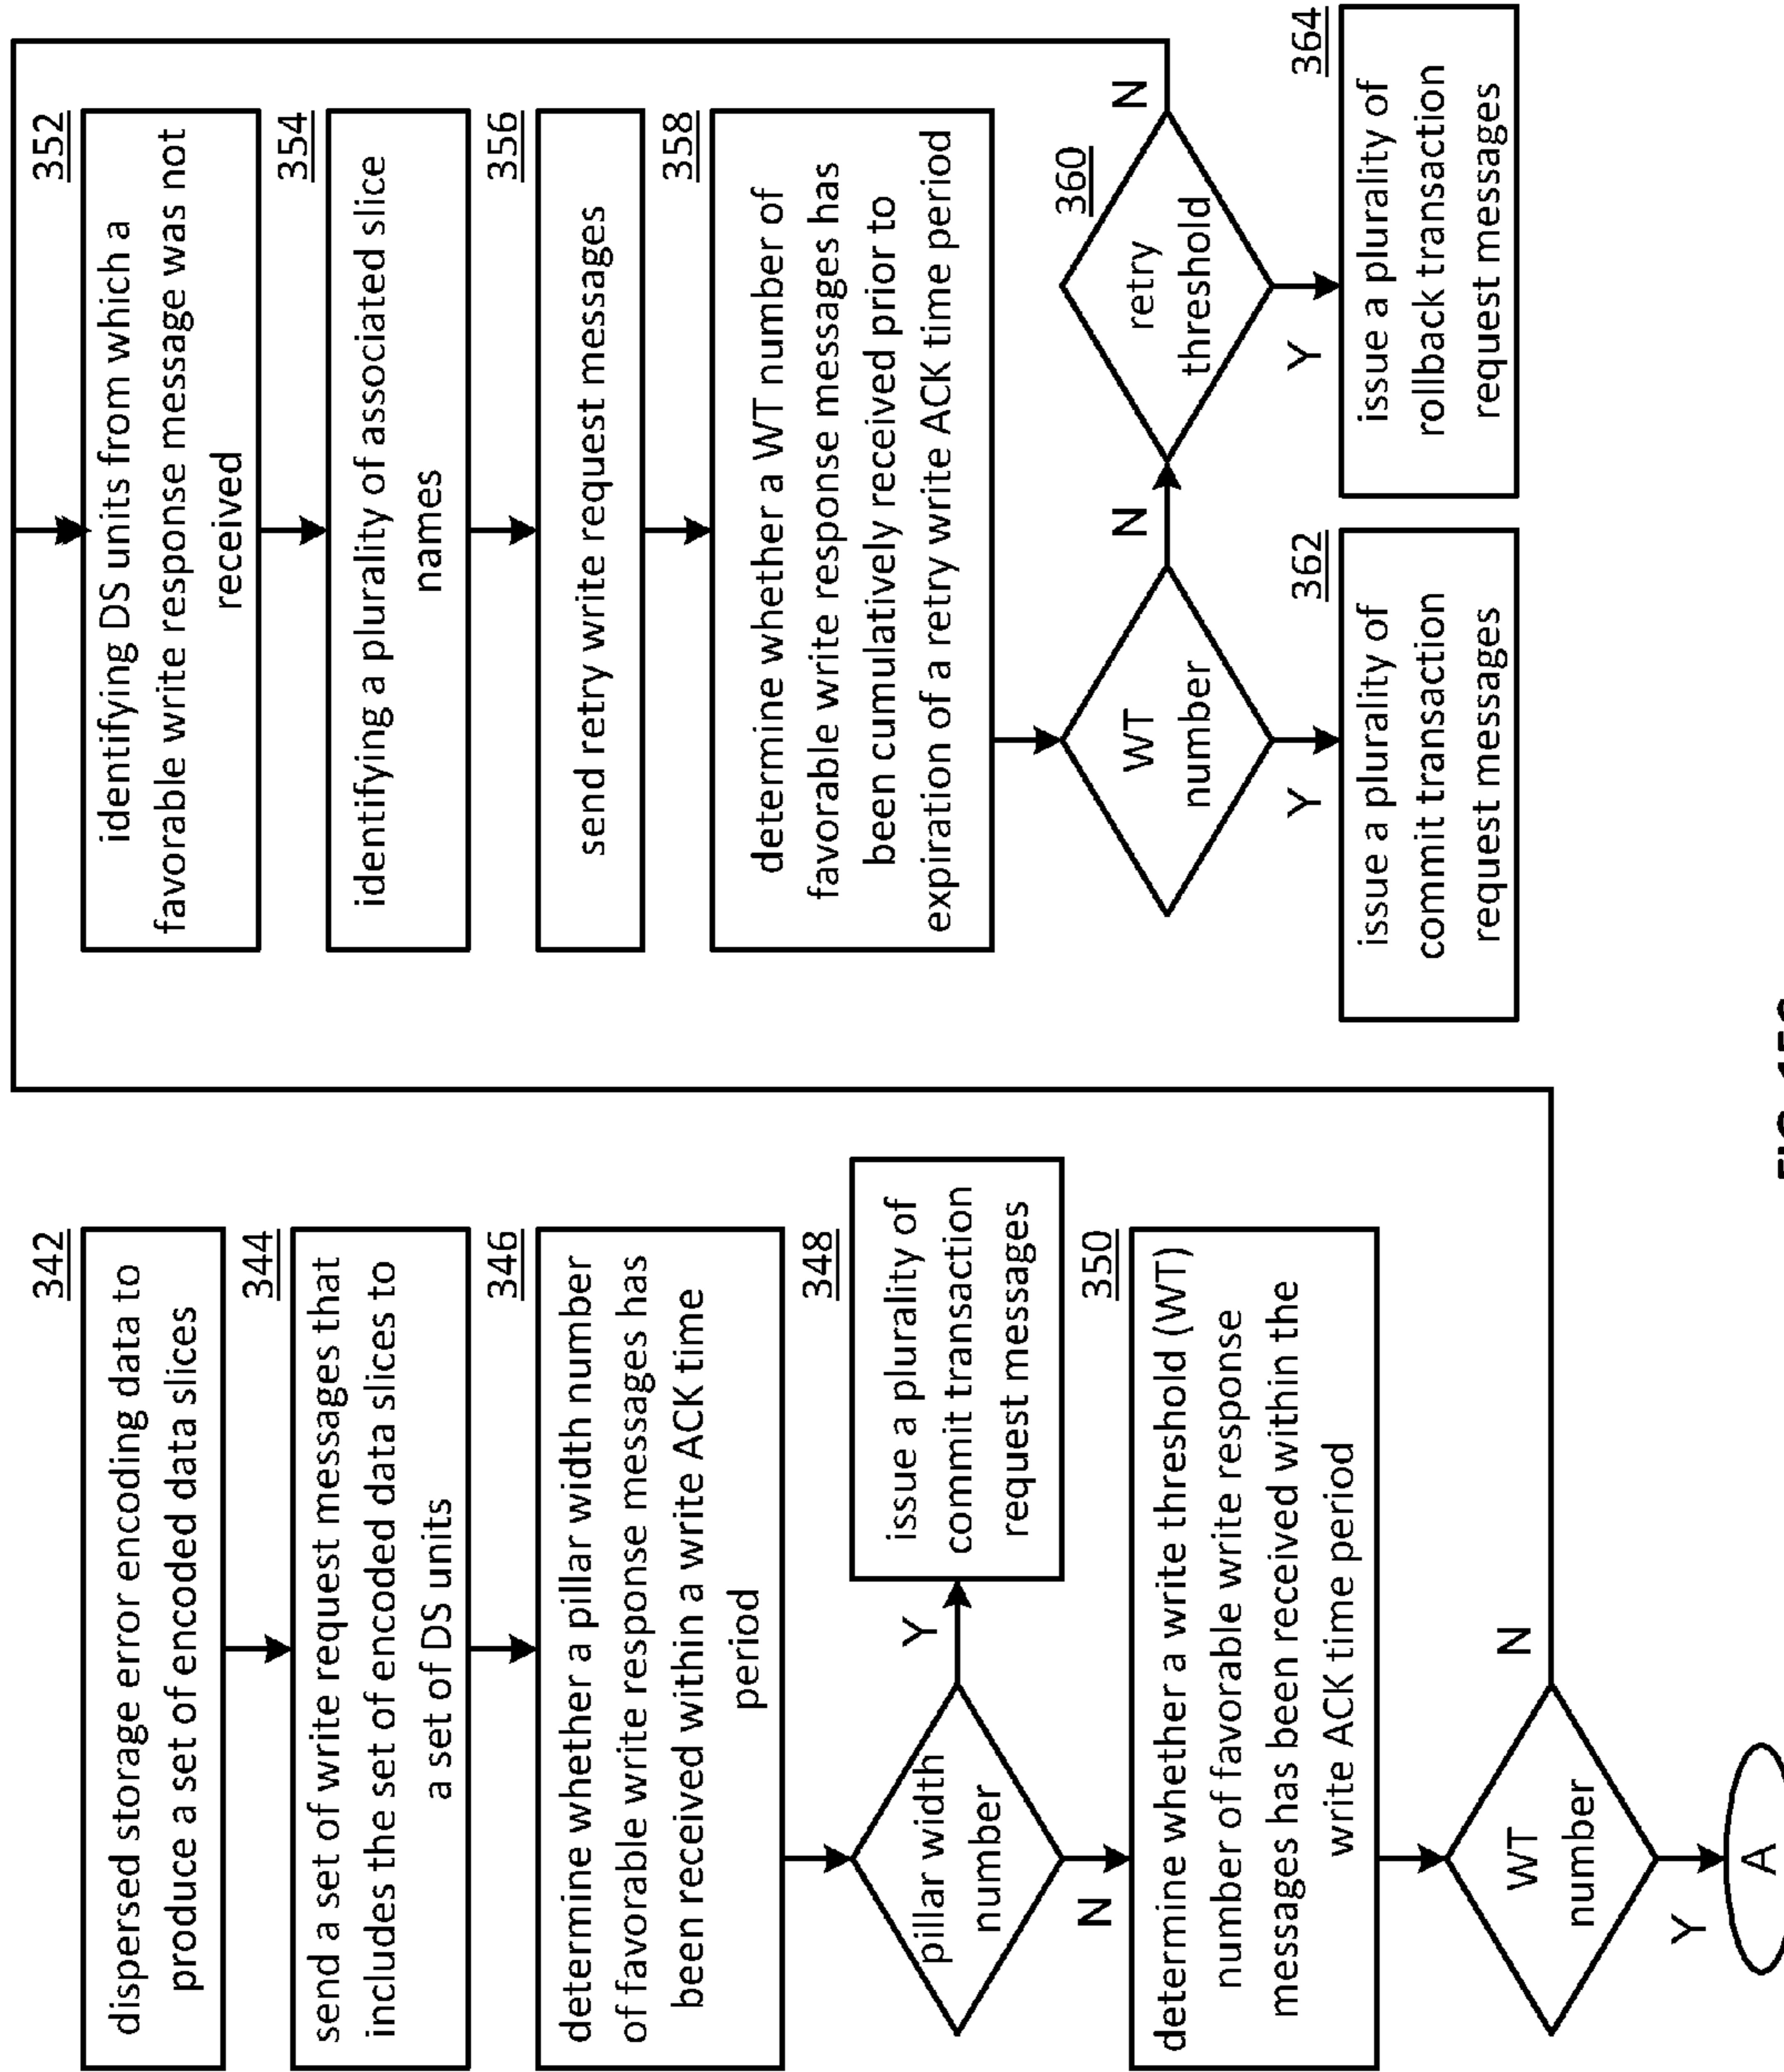 342
dispersed storage error encoding data to
produce a set of encoded data slices
344
send a set of write request messages that
includes the set of encoded data slices to
a set of DS units
346
determine whether a pillar width number
of favorable write response messages has
been received within a write ACK time
period
pillar width
number
Y
N
348
issue a plurality of
commit transaction
request messages
350
determine whether a write threshold (WT)
number of favorable write response
messages has been received within the
write ACK time period
WT
number
Y
N
A
352
identifying DS units from which a
favorable write response message was not
received
354
identifying a plurality of associated slice
names
356
send retry write request messages
358
determine whether a WT number of
favorable write response messages has
been cumulatively received prior to
expiration of a retry write ACK time period
WT
number
Y
N
360
retry
threshold
Y
N
362
issue a plurality of
commit transaction
request messages
364
issue a plurality of
rollback transaction
request messages